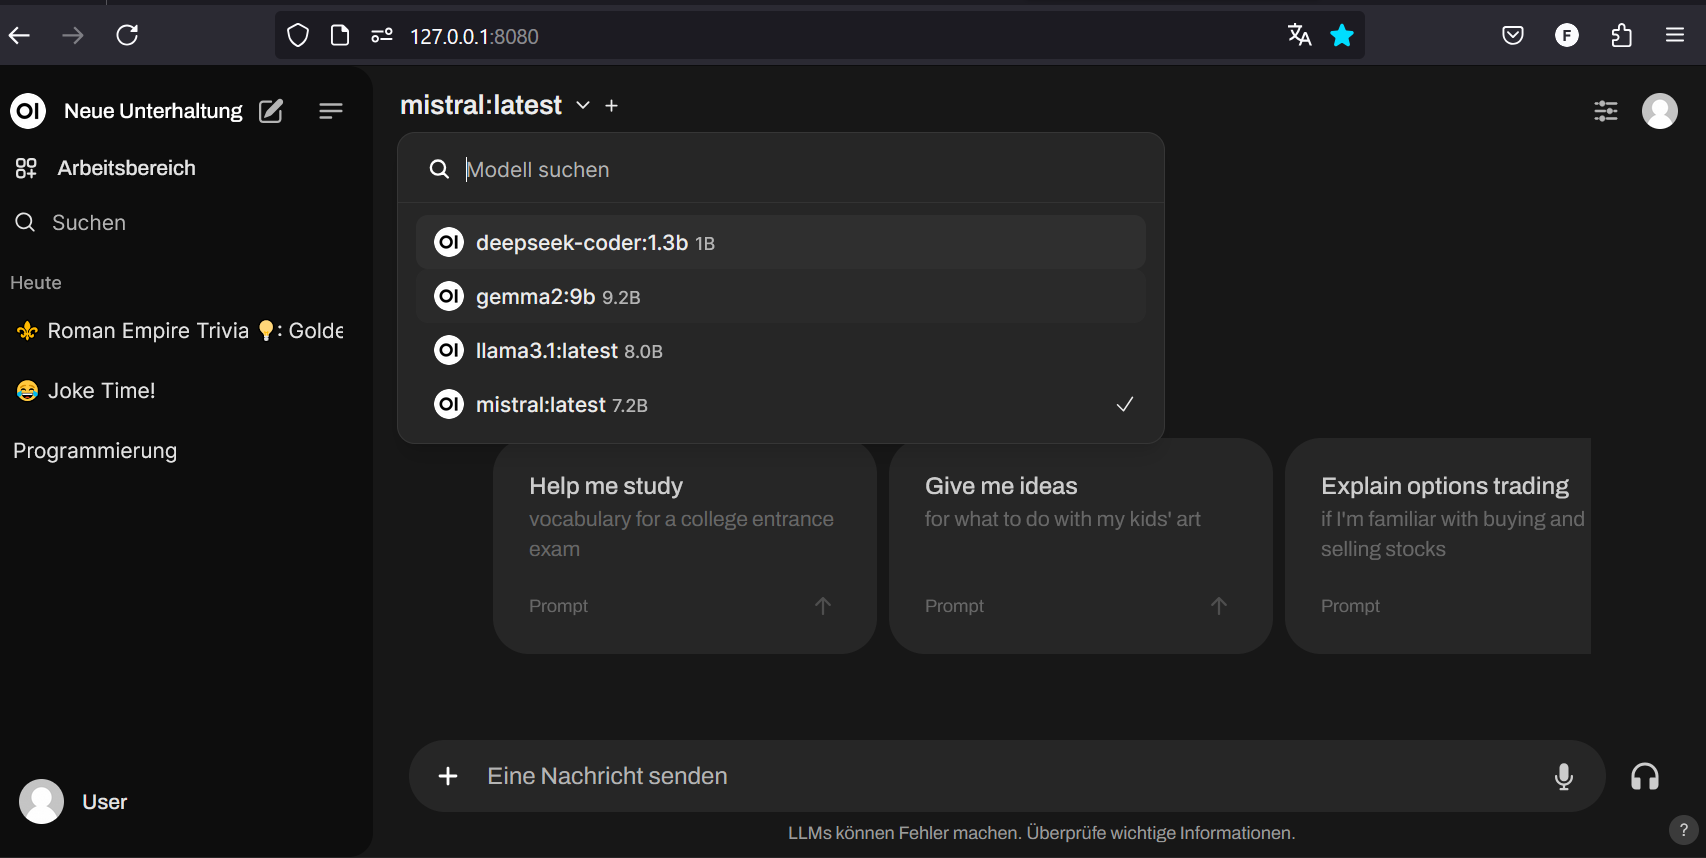 127.0.0.1:8080
F
OI Neue Unterhaltung
Arbeitsbereich
Suchen
Heute
⚜️ Roman Empire Trivia 💡: Golde
😂 Joke Time!
Programmierung
User
mistral:latest
Modell suchen
OI deepseek-coder:1.3b 1B
OI gemma2:9b 9.2B
OI llama3.1:latest 8.0B
OI mistral:latest 7.2B
Help me study
vocabulary for a college entrance
exam
Prompt
Give me ideas
for what to do with my kids' art
Prompt
Explain options trading
if I'm familiar with buying and
selling stocks
Prompt
Eine Nachricht senden
LLMs können Fehler machen. Überprüfe wichtige Informationen.
?